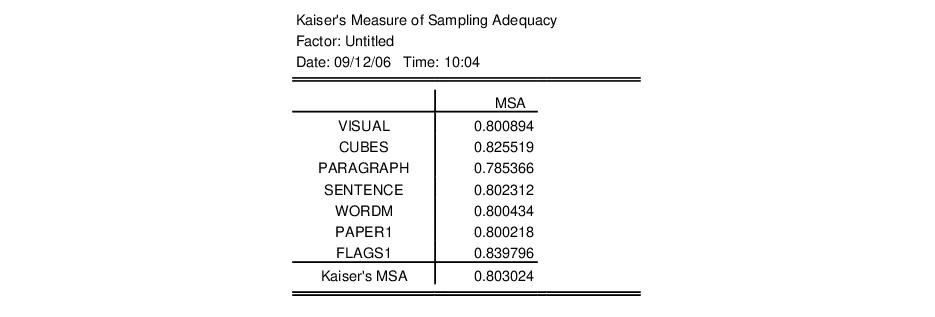 Kaiser's Measure of Sampling Adequacy
Factor: Untitled
Date: 09/12/06 Time: 10:04
MSA
VISUAL 0.800894
CUBES 0.825519
PARAGRAPH 0.785366
SENTENCE 0.802312
WORDM 0.800434
PAPER1 0.800218
FLAGS1 0.839796
Kaiser's MSA 0.803024